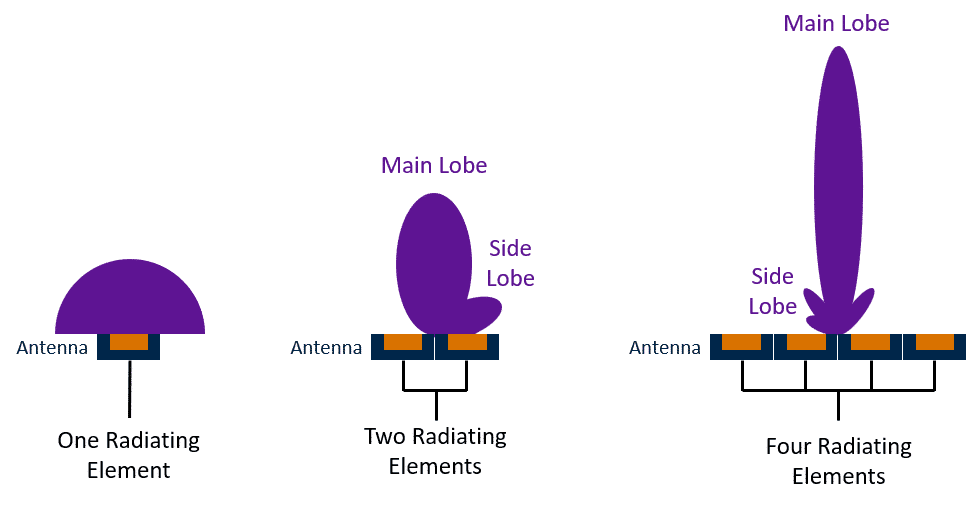 Main Lobe
Main Lobe
Side
Lobe
Side
Lobe
Antenna
Antenna
Antenna
One Radiating
Element
Two Radiating
Elements
Four Radiating
Elements